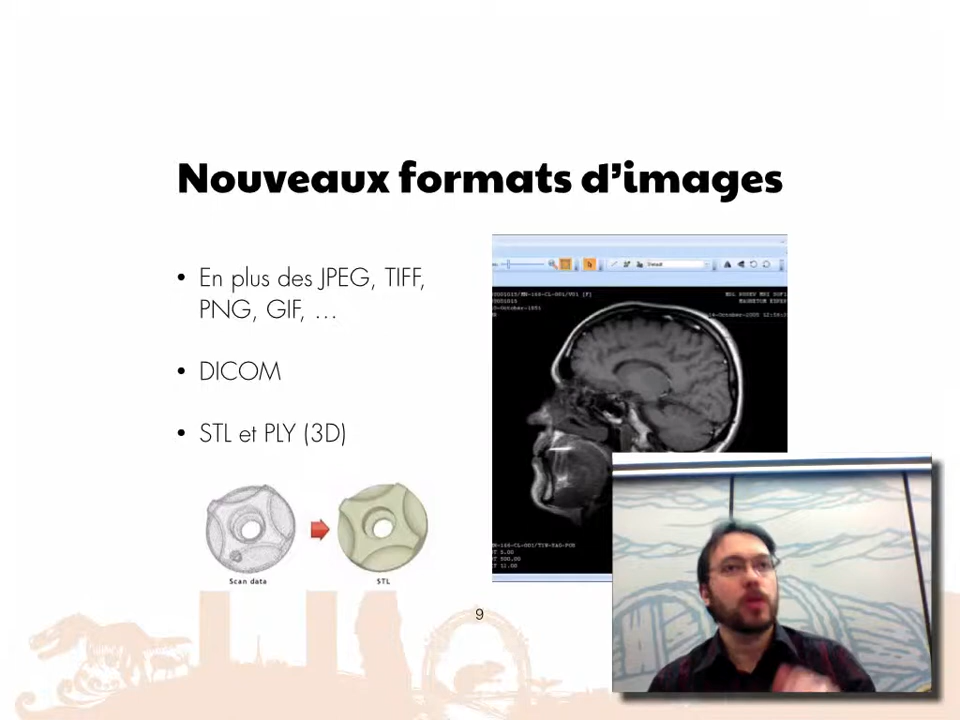 Nouveaux formats d’images
• En plus des JPEG, TIFF,
PNG, GIF, ...
• DICOM
• STL et PLY (3D)
Scan data
STL
9